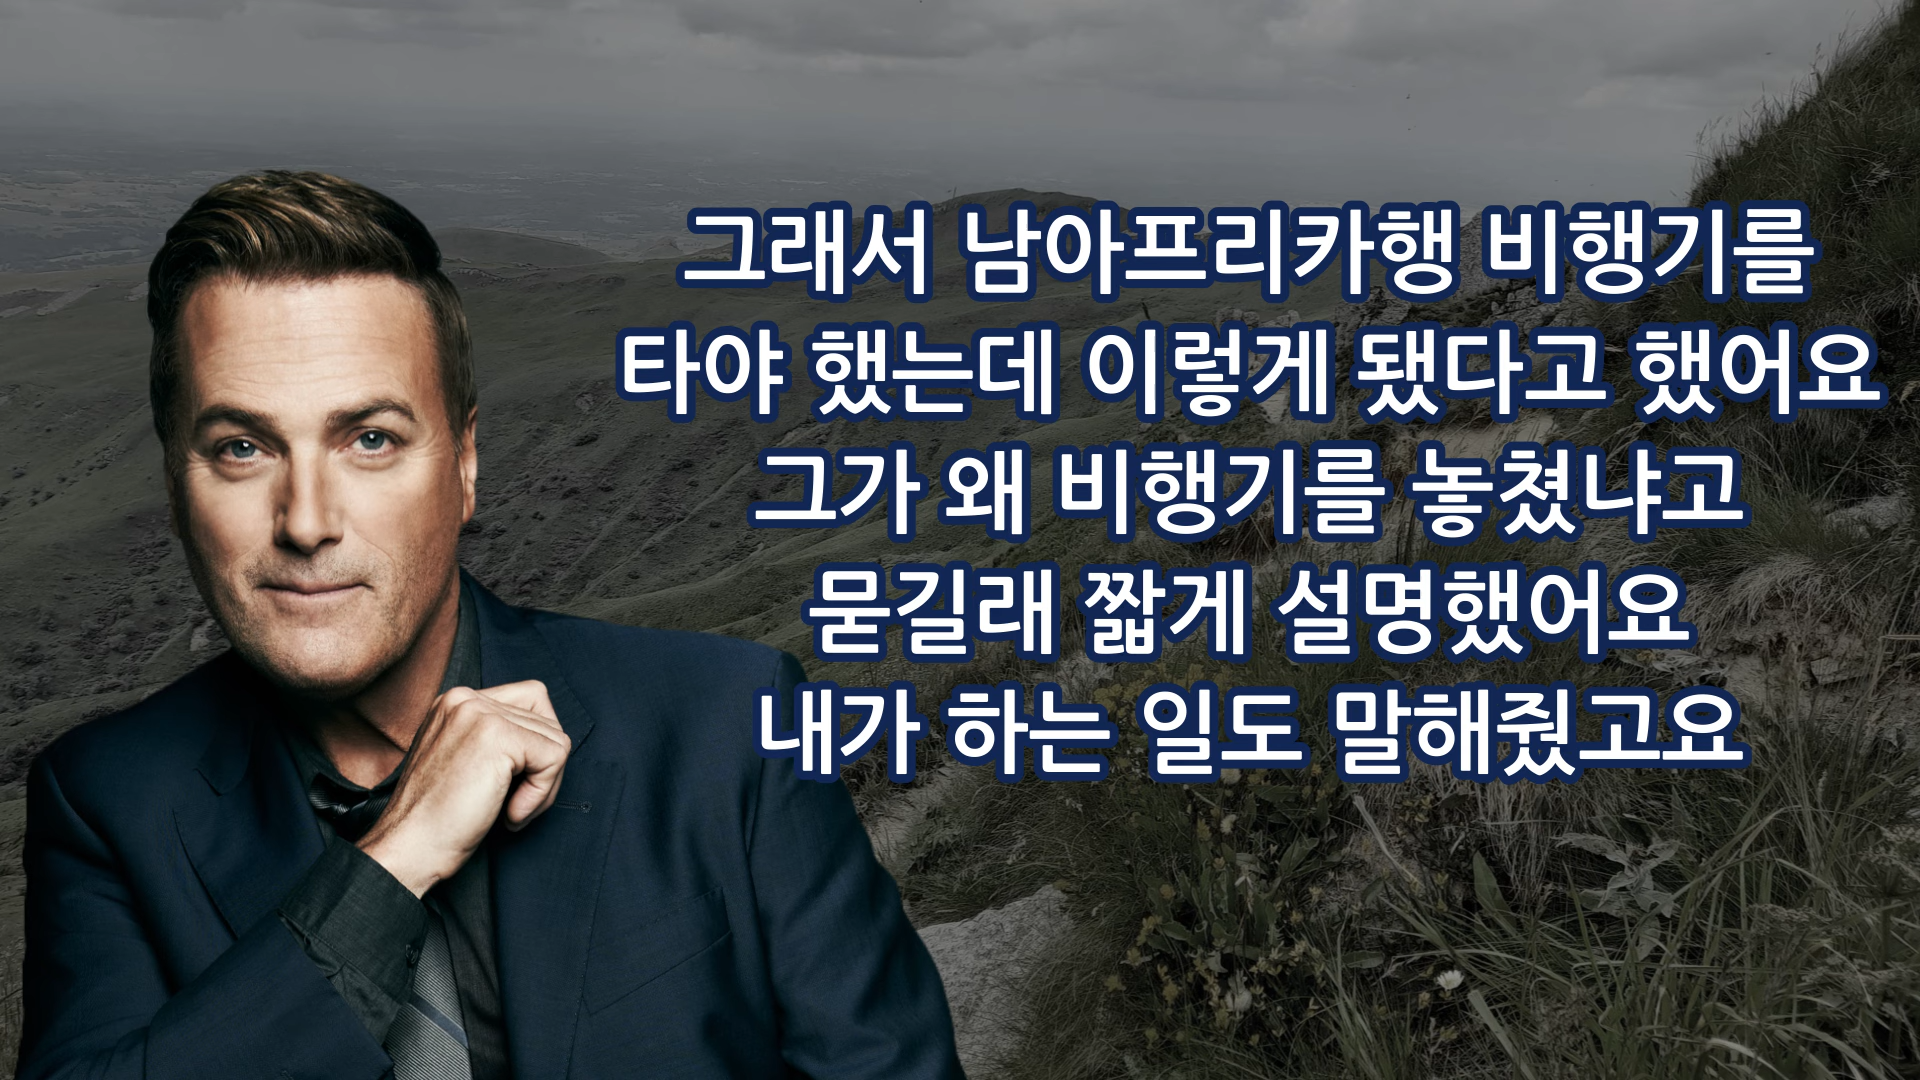 그래서 남아프리카행 비행기를
타야 했는데 이렇게 됐다고 했어요
그가 왜 비행기를 놓쳤냐고
묻길래 짧게 설명했어요
내가 하는 일도 말해줬고요